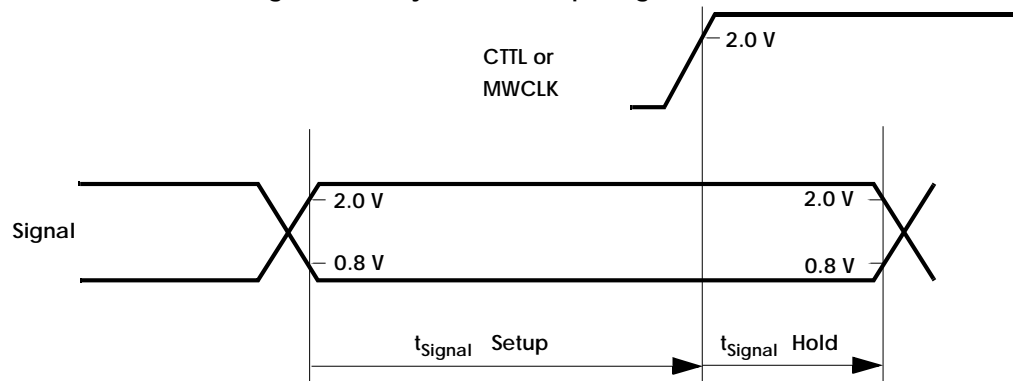 CTTL or
MWCLK
2.0 V
Signal
2.0 V
0.8 V
2.0 V
0.8 V
tSignal Setup
tSignal Hold